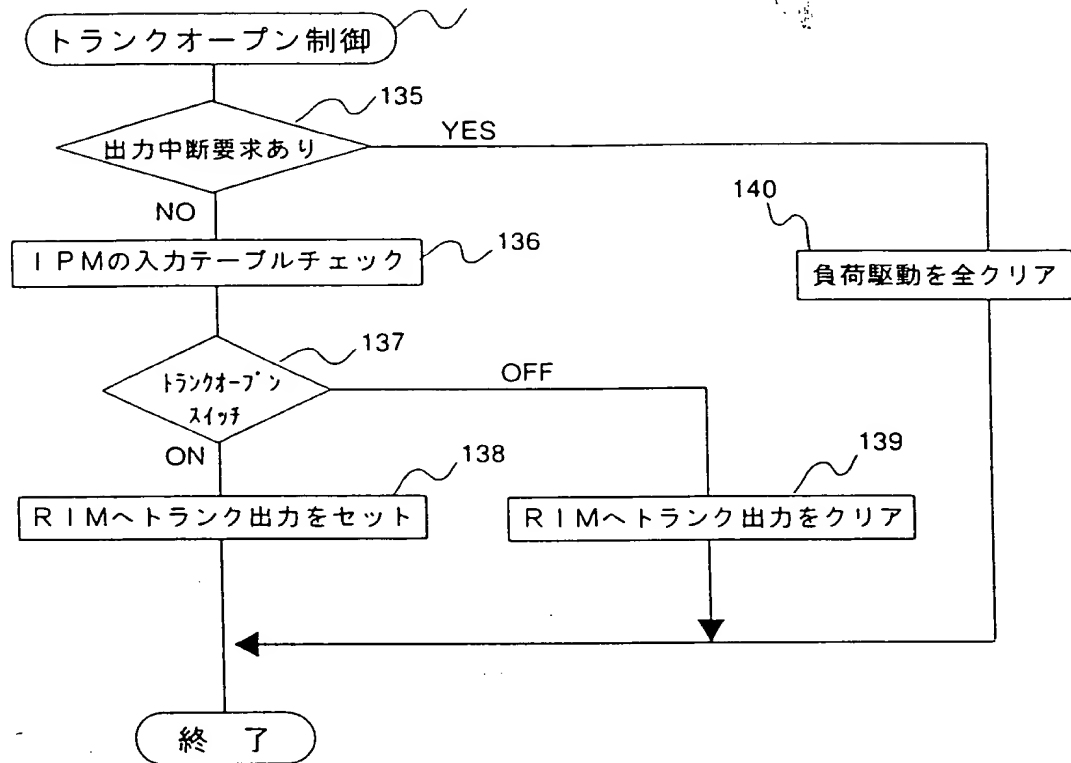 トランクオープン制御
135
出力中断要求あり
YES
NO
140
IPMの入力テーブルチェック
136
負荷駆動を全クリア
137
トランクオープン
スイッチ
OFF
ON
138
139
RIMへトランク出力をセット
RIMへトランク出力をクリア
終 了